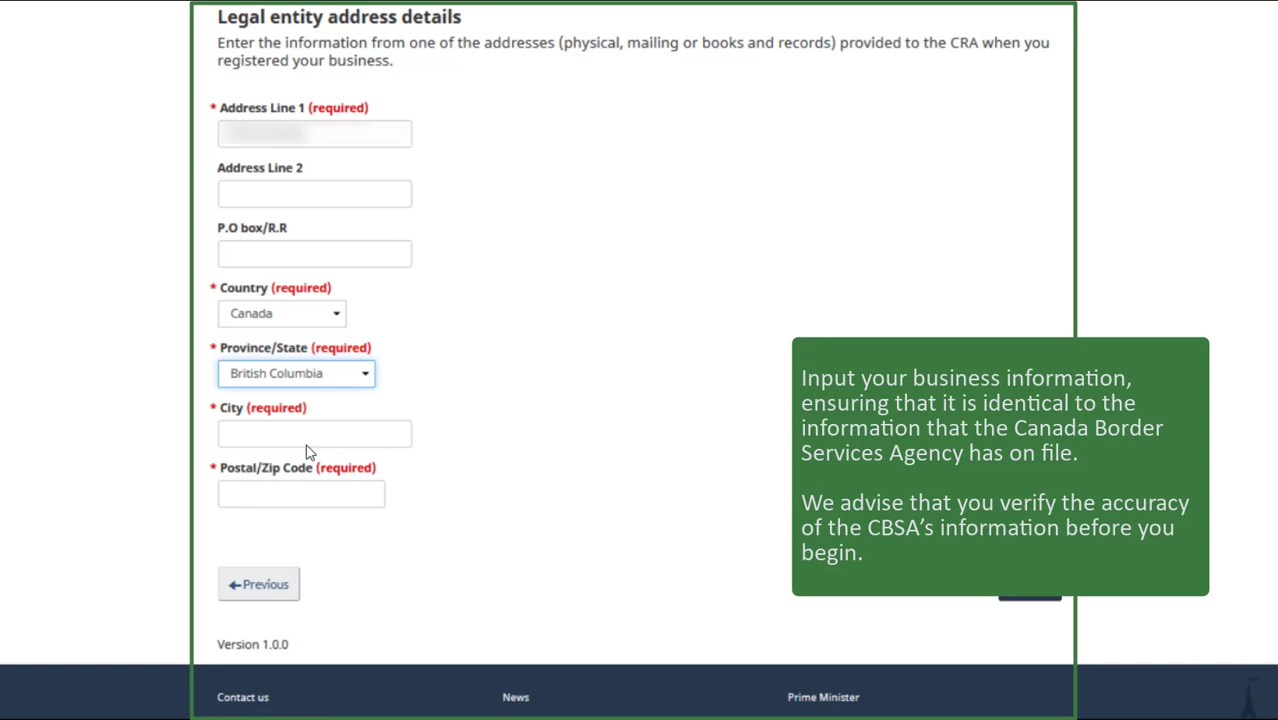 Legal entity address details
Enter the information from one of the addresses (physical, mailing or books and records) provided to the CRA when you
registered your business.
* Address Line 1 (required)
Address Line 2
P.O box/R.R
* Country (required)
Canada
* Province/State (required)
British Columbia
* City (required)
* Postal/Zip Code (required)
Input your business information,
ensuring that it is identical to the
information that the Canada Border
Services Agency has on file.
We advise that you verify the accuracy
of the CBSA’s information before you
begin.
Previous
Version 1.0.0
Contact us
News
Prime Minister